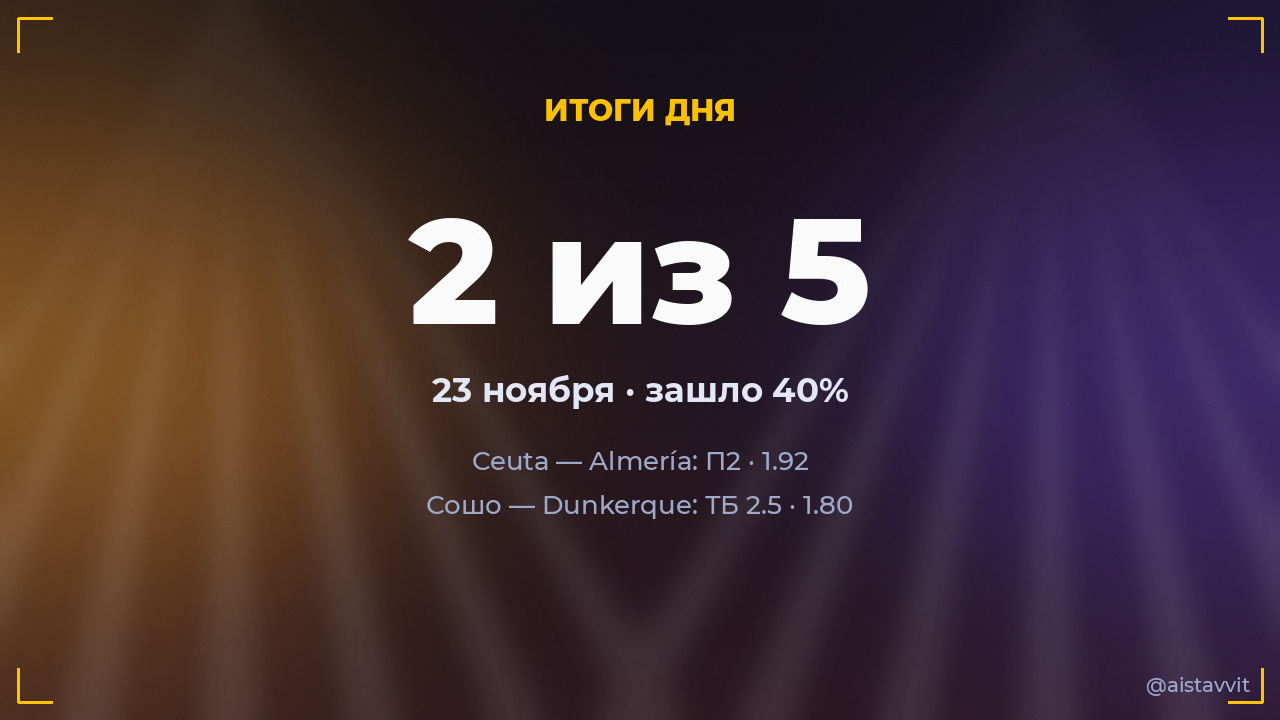 ИТОГИ ДНЯ
2 из 5
23 ноября · зашло 40%
Ceuta — Almería: П2 · 1.92
Сошо — Dunkerque: ТБ 2.5 · 1.80
@aistavvit